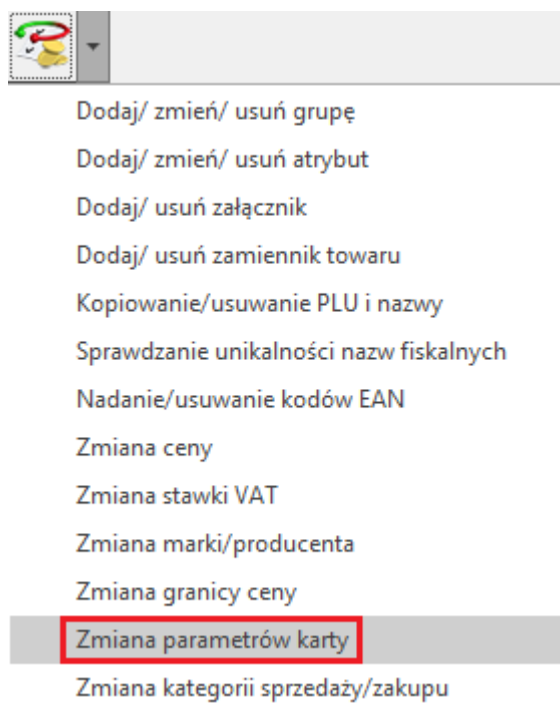 Dodaj/ zmień/ usuń grupę
Dodaj/ zmień/ usuń atrybut
Dodaj/ usuń załącznik
Dodaj/ usuń zamiennik towaru
Kopiowanie/usuwanie PLU i nazwy
Sprawdzanie unikalności nazw fiskalnych
Nadanie/usuwanie kodów EAN
Zmiana ceny
Zmiana stawki VAT
Zmiana marki/producenta
Zmiana granicy ceny
Zmiana parametrów karty
Zmiana kategorii sprzedaży/zakupu